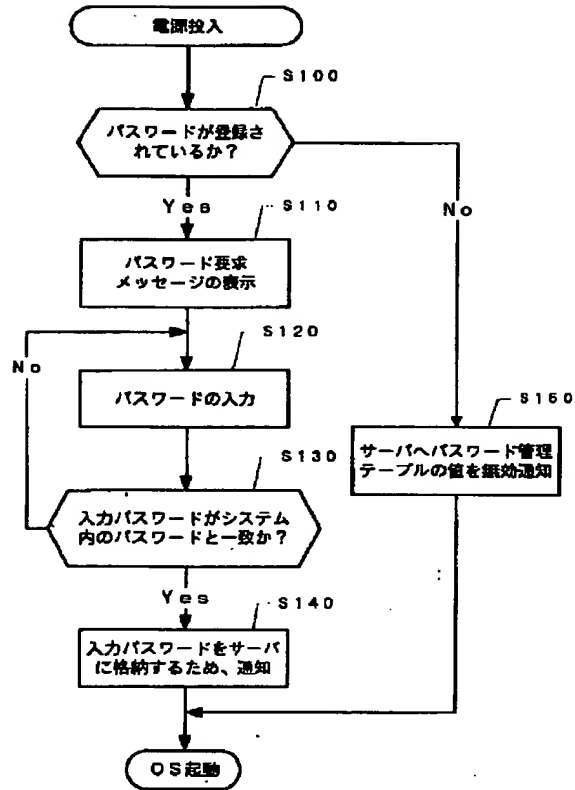 電源投入
S100
パスワードが登録さ
れているか？
Yes
S110
No
パスワード要求
メッセージの表示
S120
No
パスワードの入力
S150
サーバへパスワード管理
テーブルの値を無効通知
S130
入力パスワードがシステム
内のパスワードと一致か？
Yes
S140
入力パスワードをサーバ
に格納するため、通知
OS起動